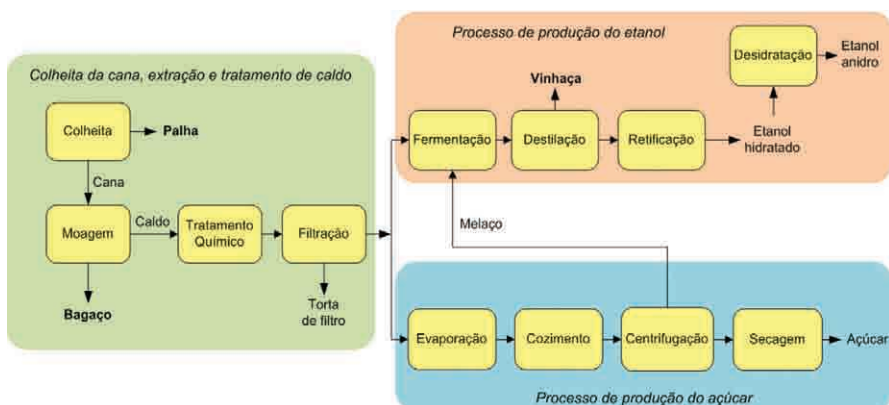 Colheita da cana, extração e tratamento de caldo
Colheita
Palha
Cana
Moagem
Caldo
Tratamento
Químico
Filtração
Bagaço
Torta
de filtro
Processo de produção do etanol
Vinhaça
Fermentação
Destilação
Retificação
Etanol
hidratado
Desidratação
Etanol
anidro
Melaço
Evaporação
Cozimento
Centrifugação
Secagem
Açúcar
Processo de produção do açúcar